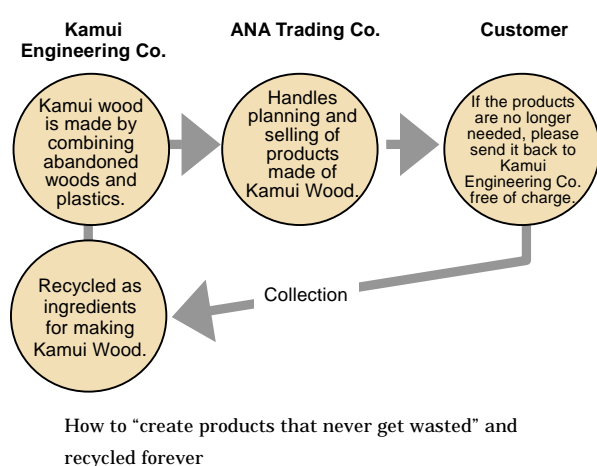 Kamui
Engineering Co.
ANA Trading Co.
Customer
Kamui wood
is made by
combining
abandoned
woods and
plastics.
Handles
planning and
selling of
products
made of
Kamui Wood.
If the products
are no longer
needed, please
send it back to
Kamui
Engineering Co.
free of charge.
Recycled as
ingredients
for making
Kamui Wood.
Collection
How to “create products that never get wasted” and
recycled forever